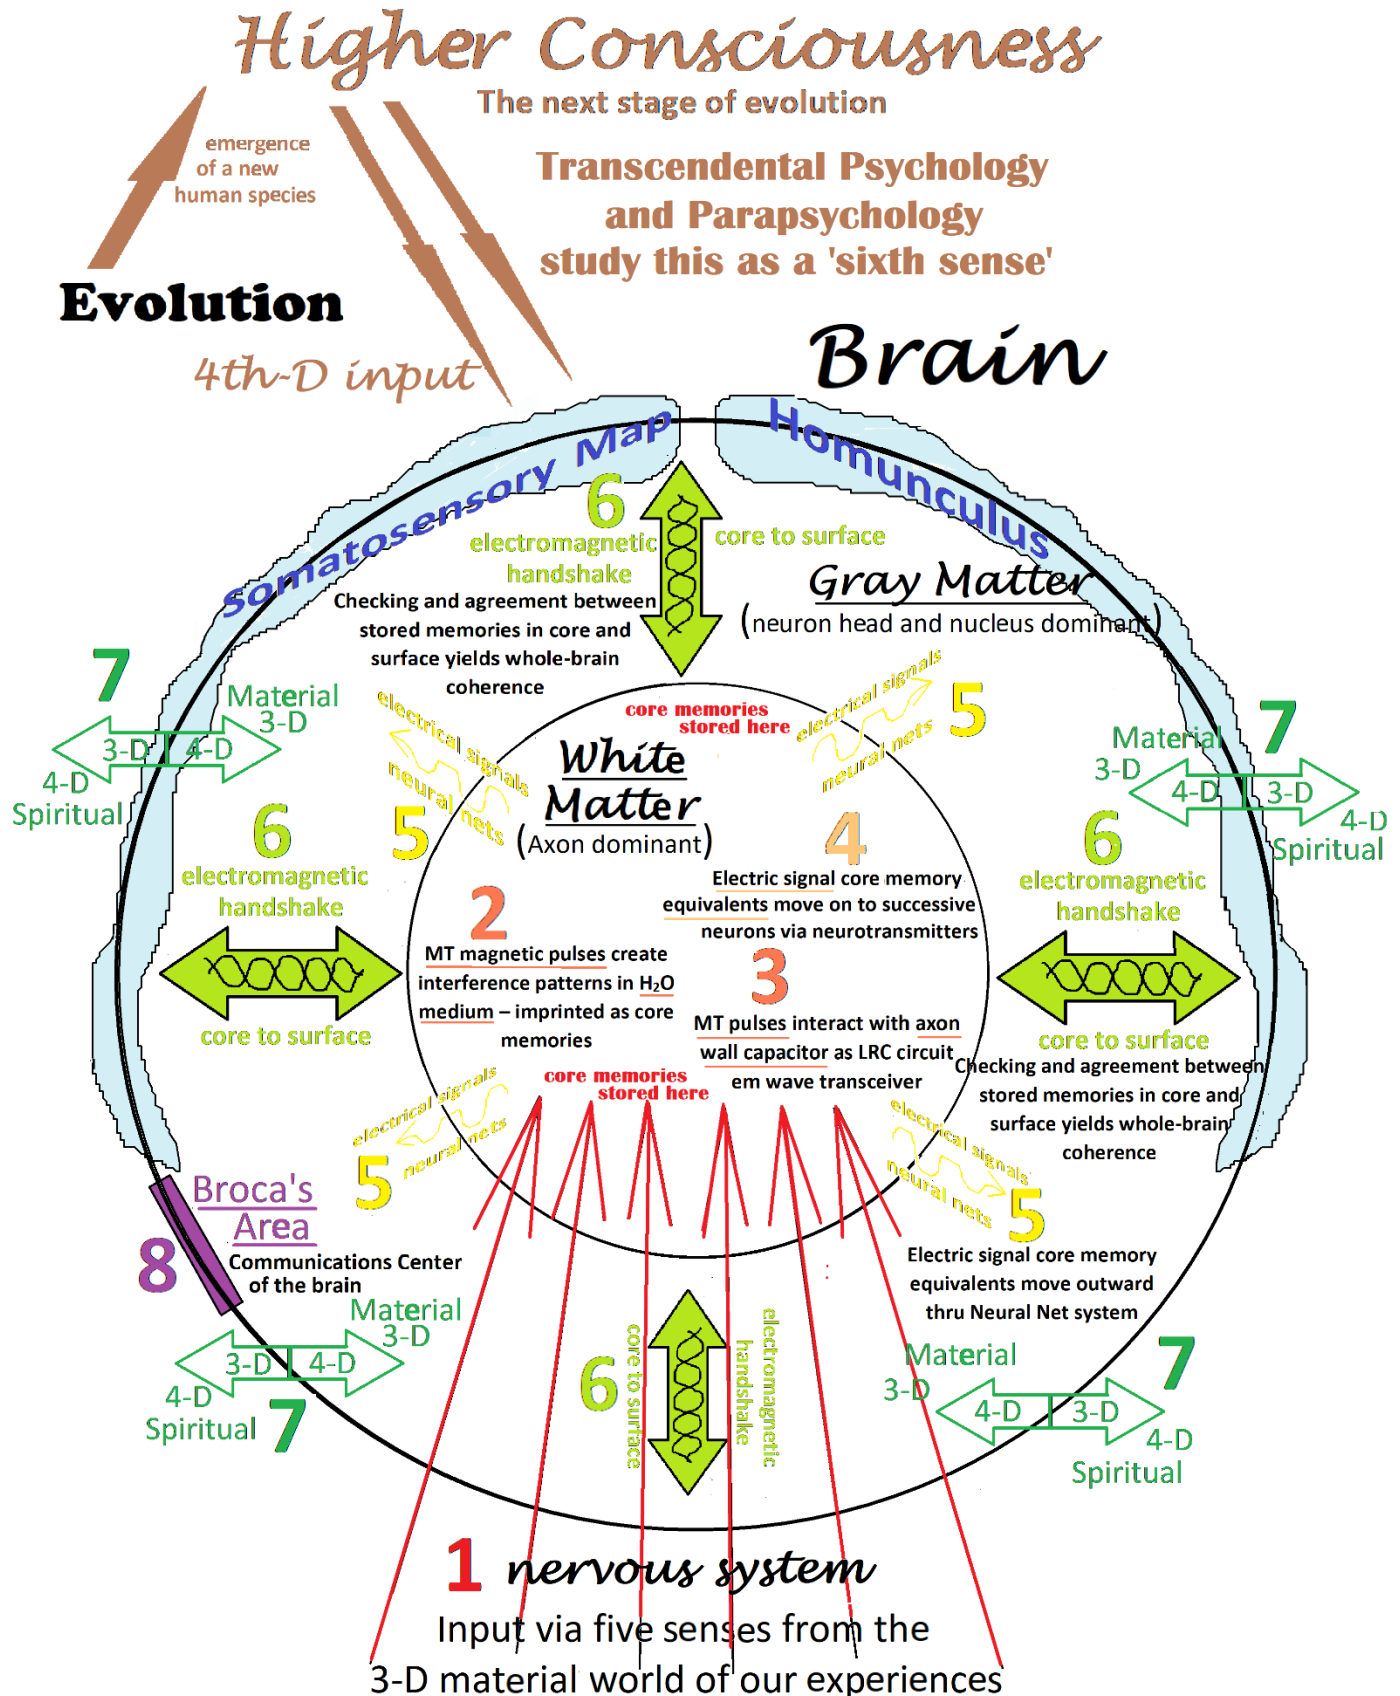 Higher Consciousness
The next stage of evolution
emergence
of a new
human species
Transcendental Psychology
and Parapsychology
study this as a 'sixth sense'
Evolution
4th-D input
Brain
Somatosensory Map
Homunculus
6
electromagnetic
handshake
core to surface
Checking and agreement between
stored memories in core and
surface yields whole-brain
coherence
Gray Matter
(neuron head and nucleus dominant)
7
Material
3-D
3-D
4-D
4-D
Spiritual
electrical signals
neural nets
5
core memories
stored here
electrical signals
neural nets
5
7
Material
3-D
4-D
3-D
4-D
Spiritual
White
Matter
(Axon dominant)
6
electromagnetic
handshake
core to surface
4
Electric signal core memory
equivalents move on to successive
neurons via neurotransmitters
6
electromagnetic
handshake
core to surface
Checking and agreement between
stored memories in core and
surface yields whole-brain
coherence
2
MT magnetic pulses create
interference patterns in H₂O
medium – imprinted as core
memories
3
MT pulses interact with axon
wall capacitor as LRC circuit
em wave transceiver
core memories
stored here
electrical signals
neural nets
5
electrical signals
neural nets
5
Electric signal core memory
equivalents move outward
thru Neural Net system
Broca's
Area
8
Communications Center
of the brain
Material
3-D
3-D
4-D
4-D
Spiritual
7
6
core to surface
electromagnetic
handshake
Material
3-D
4-D
3-D
7
4-D
Spiritual
1 nervous system
Input via five senses from the
3-D material world of our experiences